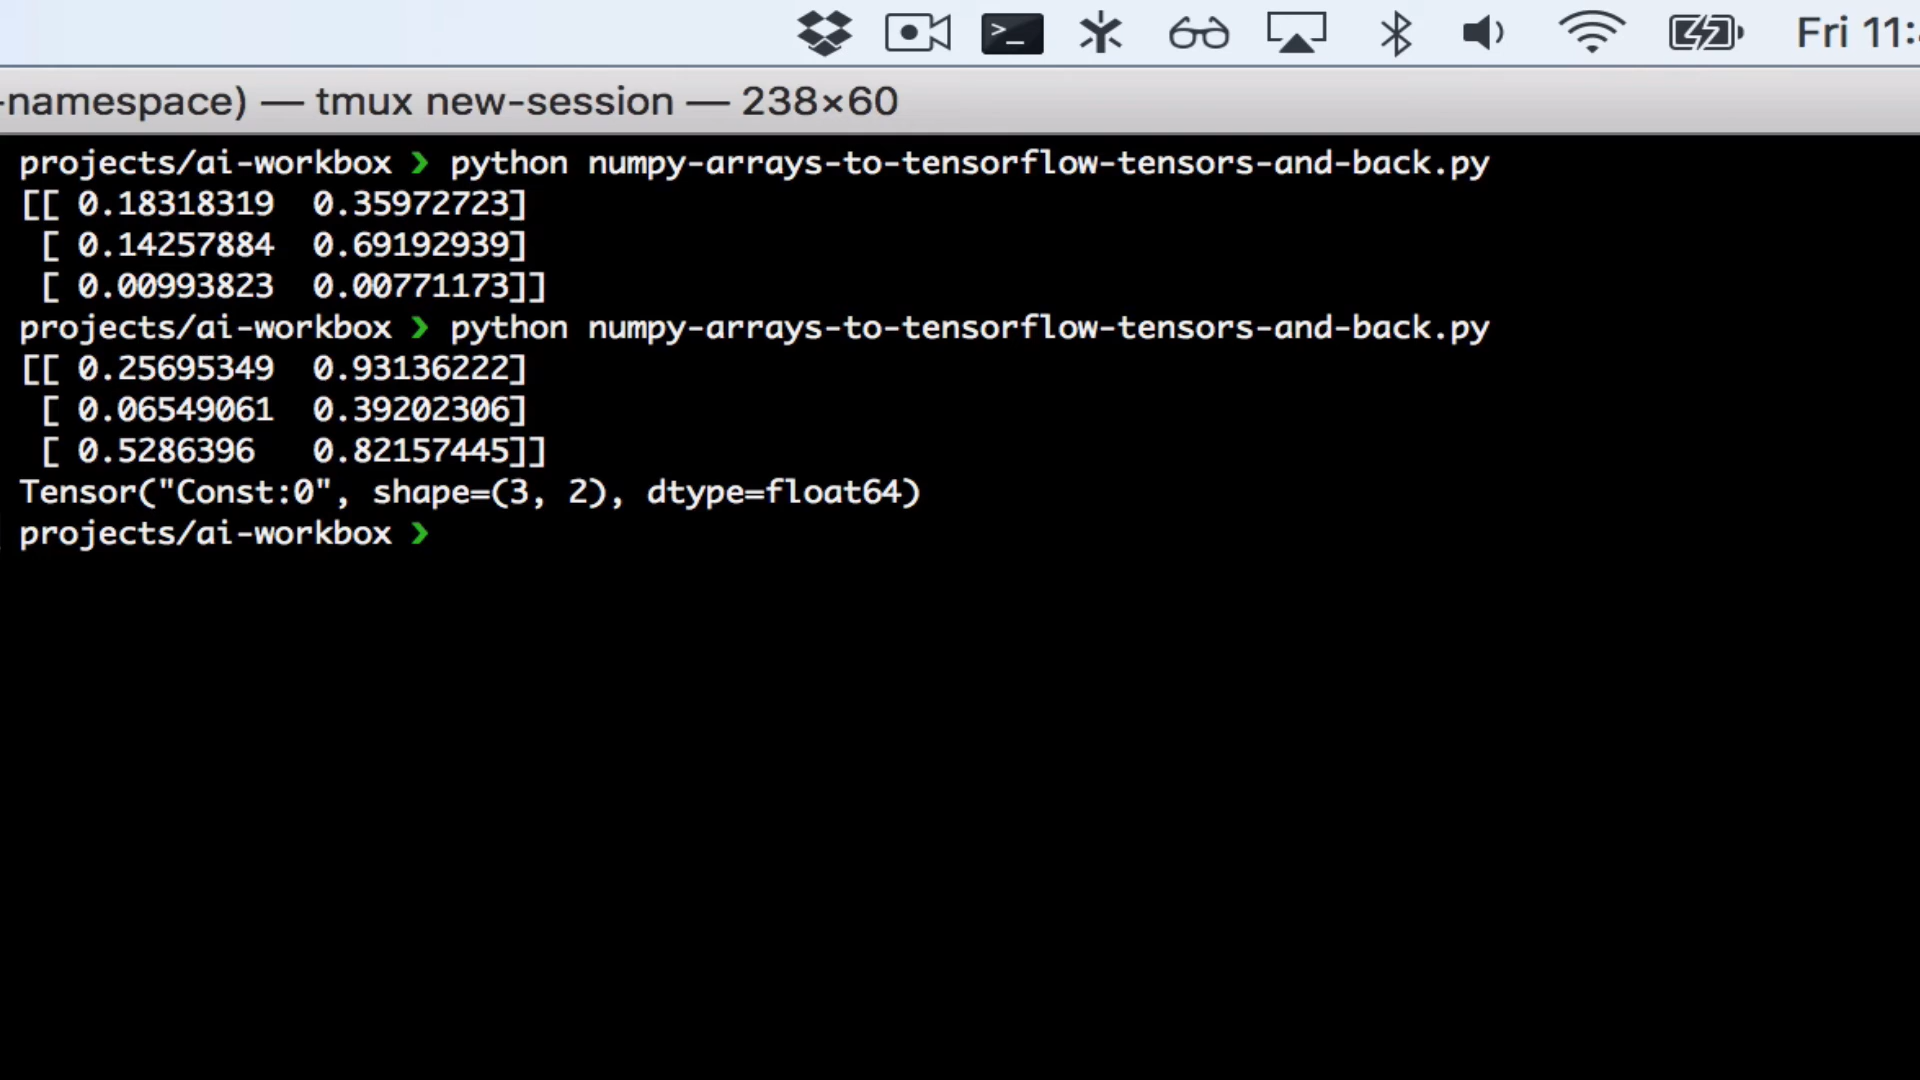 Fri 11:
-namespace) — tmux new-session — 238×60
projects/ai-workbox ❯ python numpy-arrays-to-tensorflow-tensors-and-back.py
[[ 0.18318319  0.35972723]
 [ 0.14257884  0.69192939]
 [ 0.00993823  0.00771173]]
projects/ai-workbox ❯ python numpy-arrays-to-tensorflow-tensors-and-back.py
[[ 0.25695349  0.93136222]
 [ 0.06549061  0.39202306]
 [ 0.5286396   0.82157445]]
Tensor("Const:0", shape=(3, 2), dtype=float64)
projects/ai-workbox ❯